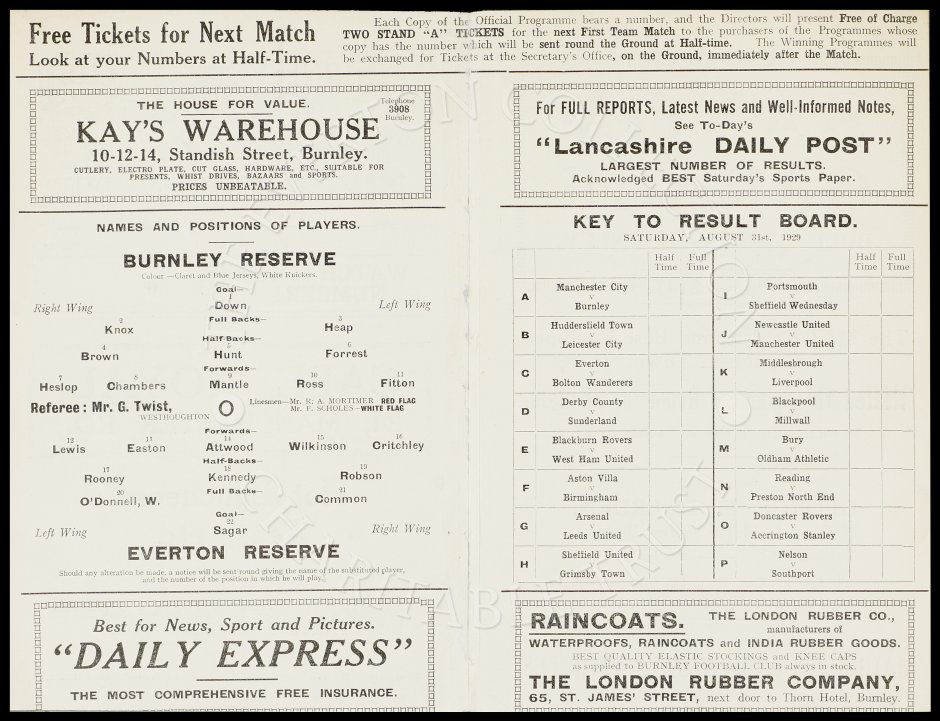 Free Tickets for Next Match
Look at your Numbers at Half-Time.
Each Copy of the Official Programme bears a number, and the Directors will present Free of Charge
TWO STAND "A" TICKETS for the next First Team Match to the purchasers of the Programmes whose
copy has the number which will be sent round the Ground at Half-time. The Winning Programmes will
be exchanged for Tickets at the Secretary's Office, on the Ground, immediately after the Match.
THE HOUSE FOR VALUE.
Telephone
3908
Burnley.
KAY'S WAREHOUSE
10-12-14, Standish Street, Burnley.
CUTLERY, ELECTRO PLATE, CUT GLASS, HARDWARE, ETC., SUITABLE FOR
PRESENTS, WHIST DRIVES, BAZAARS and SPORTS.
PRICES UNBEATABLE.
NAMES AND POSITIONS OF PLAYERS.
BURNLEY RESERVE
Colour —Claret and Blue Jerseys, White Knickers.
Goal—
1
Right Wing Down Left Wing
Full Backs—
2 3
Knox Heap
Half-Backs—
4 5 6
Brown Hunt Forrest
Forwards—
7 8 9 10 11
Heslop Chambers Mantle Ross Fitton
Referee: Mr. G. Twist,
WESTHOUGHTON
O
Linesmen—Mr. R. A. MORTIMER RED FLAG
Mr. F. SCHOLES—WHITE FLAG
Forwards—
12 13 14 15 16
Lewis Easton Attwood Wilkinson Critchley
Half-Backs—
17 18 19
Rooney Kennedy Robson
Full Backs—
20 21
O'Donnell, W. Common
Goal—
22
Left Wing Sagar Right Wing
EVERTON RESERVE
Should any alteration be made, a notice will be sent round giving the name of the substituted player,
and the number of the position in which he will play.
Best for News, Sport and Pictures.
"DAILY EXPRESS"
THE MOST COMPREHENSIVE FREE INSURANCE.
For FULL REPORTS, Latest News and Well-Informed Notes,
See To-Day's
"Lancashire DAILY POST"
LARGEST NUMBER OF RESULTS.
Acknowledged BEST Saturday's Sports Paper.
KEY TO RESULT BOARD.
SATURDAY, AUGUST 31st, 1929
Half Time Full Time Half Time Full Time
A
Manchester City
v
Burnley
B
Huddersfield Town
v
Leicester City
C
Everton
v
Bolton Wanderers
D
Derby County
v
Sunderland
E
Blackburn Rovers
v
West Ham United
F
Aston Villa
v
Birmingham
G
Arsenal
v
Leeds United
H
Sheffield United
v
Grimsby Town
I
Portsmouth
v
Sheffield Wednesday
J
Newcastle United
v
Manchester United
K
Middlesbrough
v
Liverpool
L
Blackpool
v
Millwall
M
Bury
v
Oldham Athletic
N
Reading
v
Preston North End
O
Doncaster Rovers
v
Accrington Stanley
P
Nelson
v
Southport
RAINCOATS. THE LONDON RUBBER CO.,
manufacturers of
WATERPROOFS, RAINCOATS and INDIA RUBBER GOODS.
BEST QUALITY ELASTIC STOCKINGS and KNEE CAPS
as supplied to BURNLEY FOOTBALL CLUB always in stock.
THE LONDON RUBBER COMPANY,
65, ST. JAMES' STREET, next door to Thorn Hotel, Burnley.